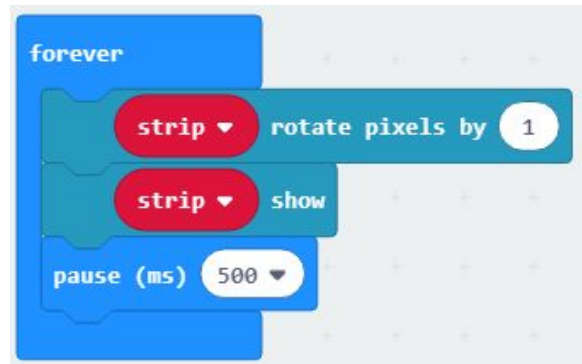 forever
strip rotate pixels by 1
strip show
pause (ms) 500